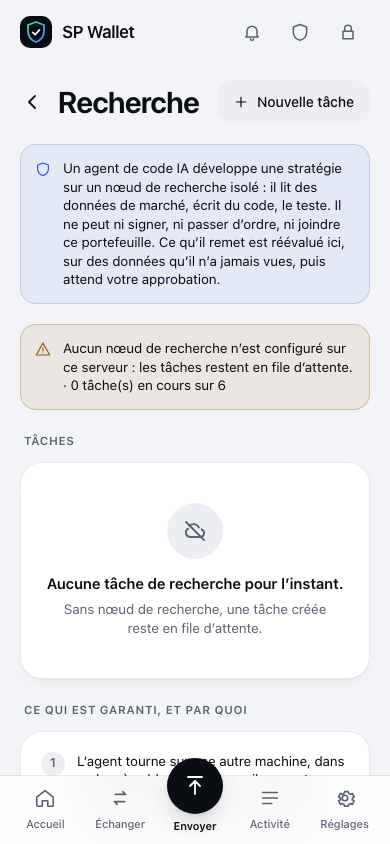 SP Wallet
Recherche
Nouvelle tâche
Un agent de code IA développe une stratégie
sur un nœud de recherche isolé : il lit des
données de marché, écrit du code, le teste. Il
ne peut ni signer, ni passer d’ordre, ni joindre
ce portefeuille. Ce qu’il remet est réévalué ici,
sur des données qu’il n’a jamais vues, puis
attend votre approbation.
Aucun nœud de recherche n’est configuré sur
ce serveur : les tâches restent en file d’attente.
· 0 tâche(s) en cours sur 6
TÂCHES
Aucune tâche de recherche pour l’instant.
Sans nœud de recherche, une tâche créée
reste en file d’attente.
CE QUI EST GARANTI, ET PAR QUOI
1 L’agent tourne autre machine, dans
Accueil
Échanger
Envoyer
Activité
Réglages